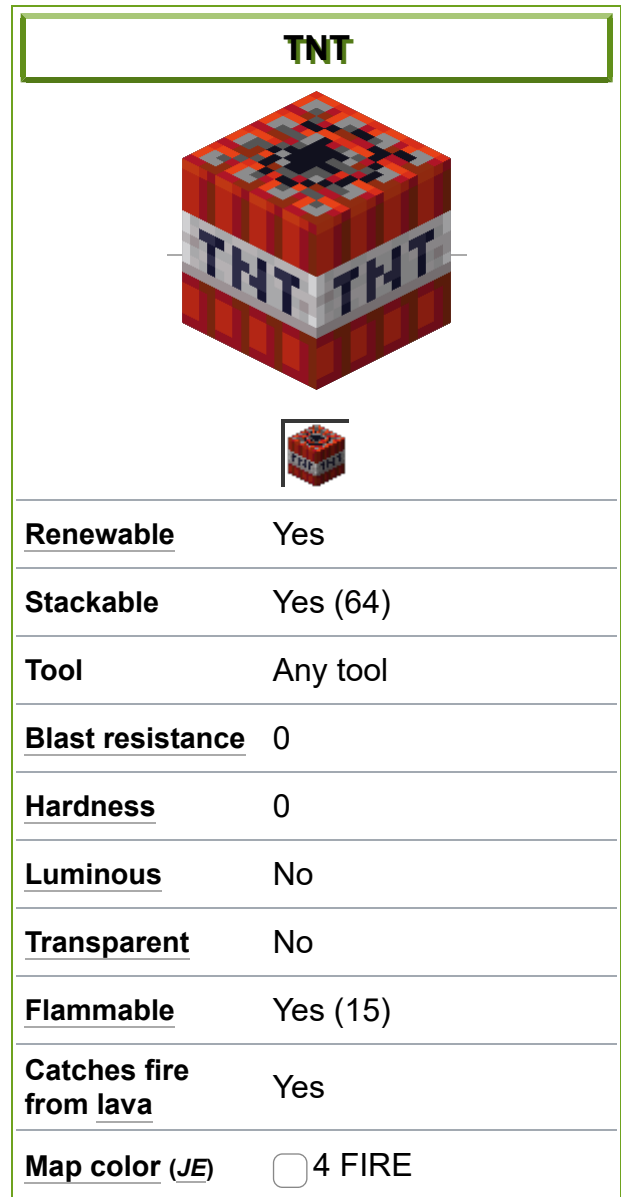 TNT
TNT TNT
Renewable Yes
Stackable Yes (64)
Tool Any tool
Blast resistance 0
Hardness 0
Luminous No
Transparent No
Flammable Yes (15)
Catches fire
from lava Yes
Map color (JE) 4 FIRE